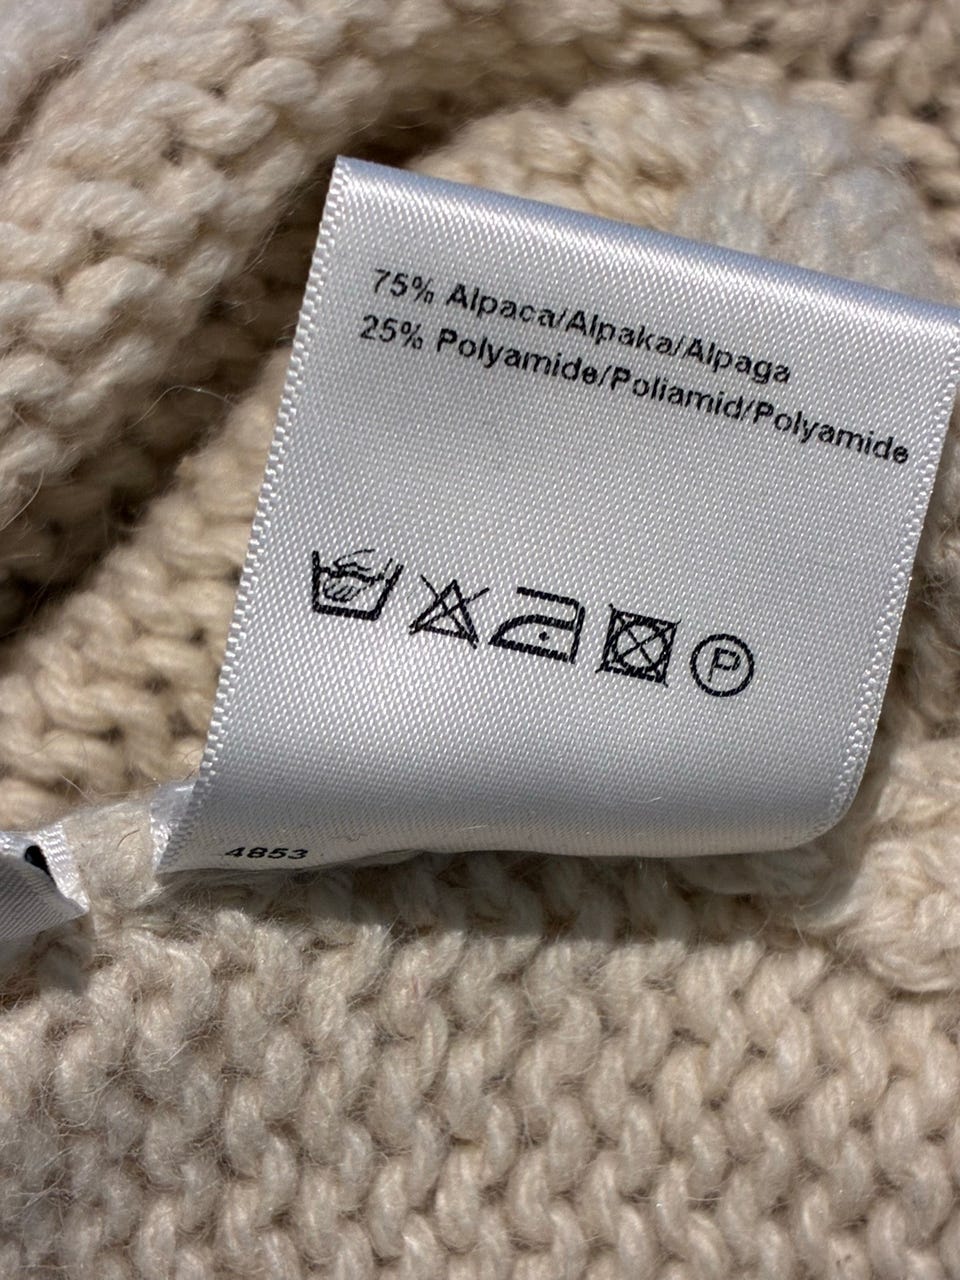 75% Alpaca/Alpaka/Alpaga
25% Polyamide/Poliamid/Polyamide
P
4853